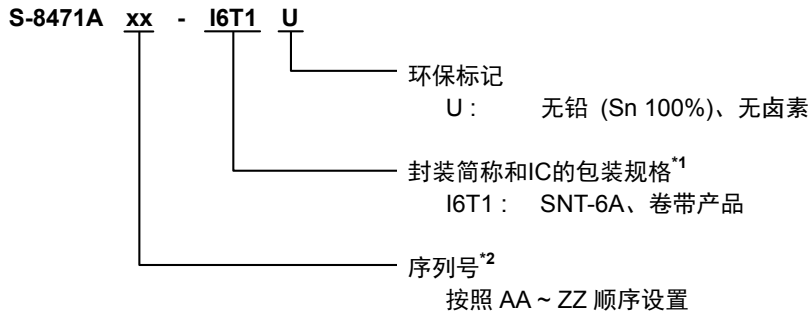 S-8471A xx - I6T1 U
环保标记
U : 无铅 (Sn 100%)、无卤素
封装简称和IC的包装规格*1
I6T1 : SNT-6A、卷带产品
序列号*2
按照 AA ~ ZZ 顺序设置